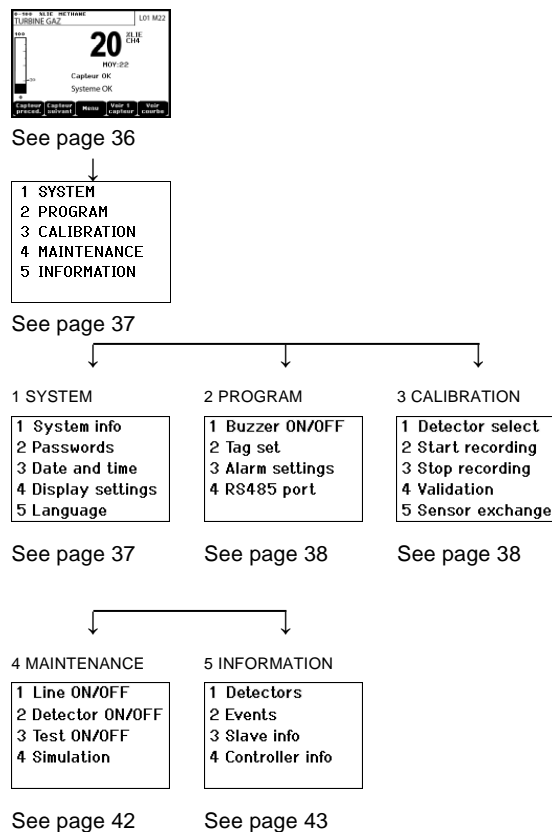 0-100 %LIE METHANE
TURBINE GAZ
L01 M22
100
20
%LIE
CH4
MOY:22
20
Capteur OK
Systeme OK
0
Capteur preced.
Capteur suivant
Menu
Voir 1 capteur
Voir courbe
See page 36
1 SYSTEM
2 PROGRAM
3 CALIBRATION
4 MAINTENANCE
5 INFORMATION
See page 37
1 SYSTEM
1 System info
2 Passwords
3 Date and time
4 Display settings
5 Language
See page 37
2 PROGRAM
1 Buzzer ON/OFF
2 Tag set
3 Alarm settings
4 RS485 port
See page 38
3 CALIBRATION
1 Detector select
2 Start recording
3 Stop recording
4 Validation
5 Sensor exchange
See page 38
4 MAINTENANCE
1 Line ON/OFF
2 Detector ON/OFF
3 Test ON/OFF
4 Simulation
See page 42
5 INFORMATION
1 Detectors
2 Events
3 Slave info
4 Controller info
See page 43